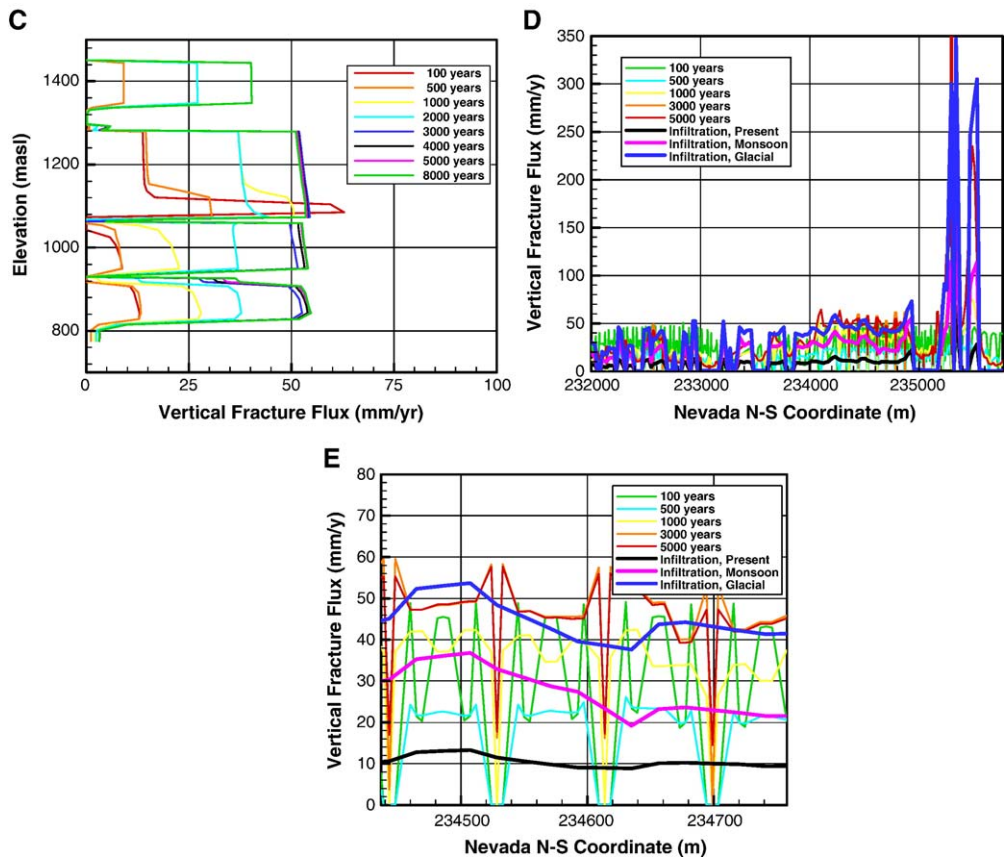 C
1400
1200
1000
800
Elevation (masl)
0
25
50
75
100
Vertical Fracture Flux (mm/yr)
100 years
500 years
1000 years
2000 years
3000 years
4000 years
5000 years
8000 years
D
350
300
250
200
150
100
50
0
Vertical Fracture Flux (mm/y)
232000
233000
234000
235000
Nevada N-S Coordinate (m)
100 years
500 years
1000 years
3000 years
5000 years
Infiltration, Present
Infiltration, Monsoon
Infiltration, Glacial
E
80
70
60
50
40
30
20
10
0
Vertical Fracture Flux (mm/y)
234500
234600
234700
Nevada N-S Coordinate (m)
100 years
500 years
1000 years
3000 years
5000 years
Infiltration, Present
Infiltration, Monsoon
Infiltration, Glacial